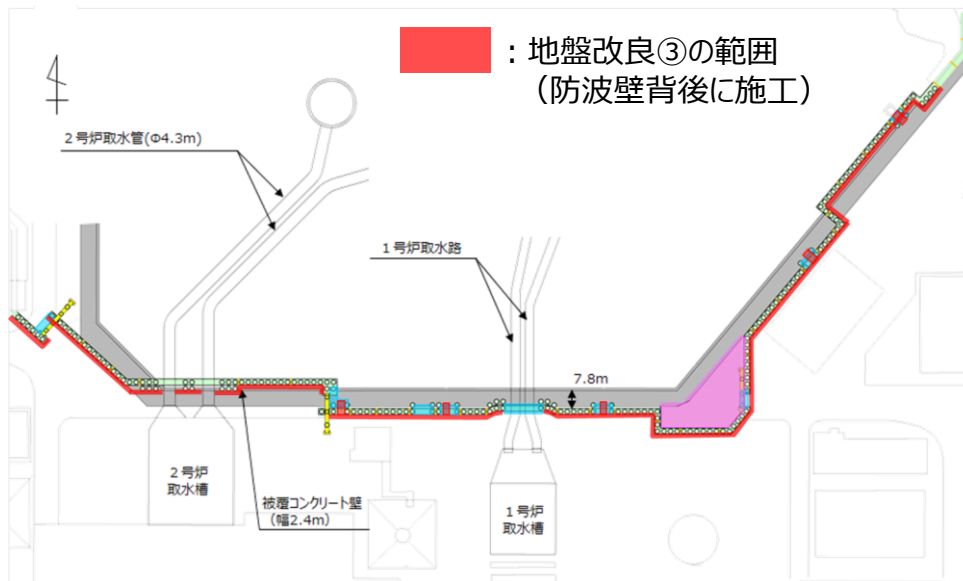 ：地盤改良③の範囲
（防波壁背後に施工）
２号炉取水管(Φ4.3m)
１号炉取水路
7.8m
２号炉
取水槽
被覆コンクリート壁
（幅2.4m）
１号炉
取水槽